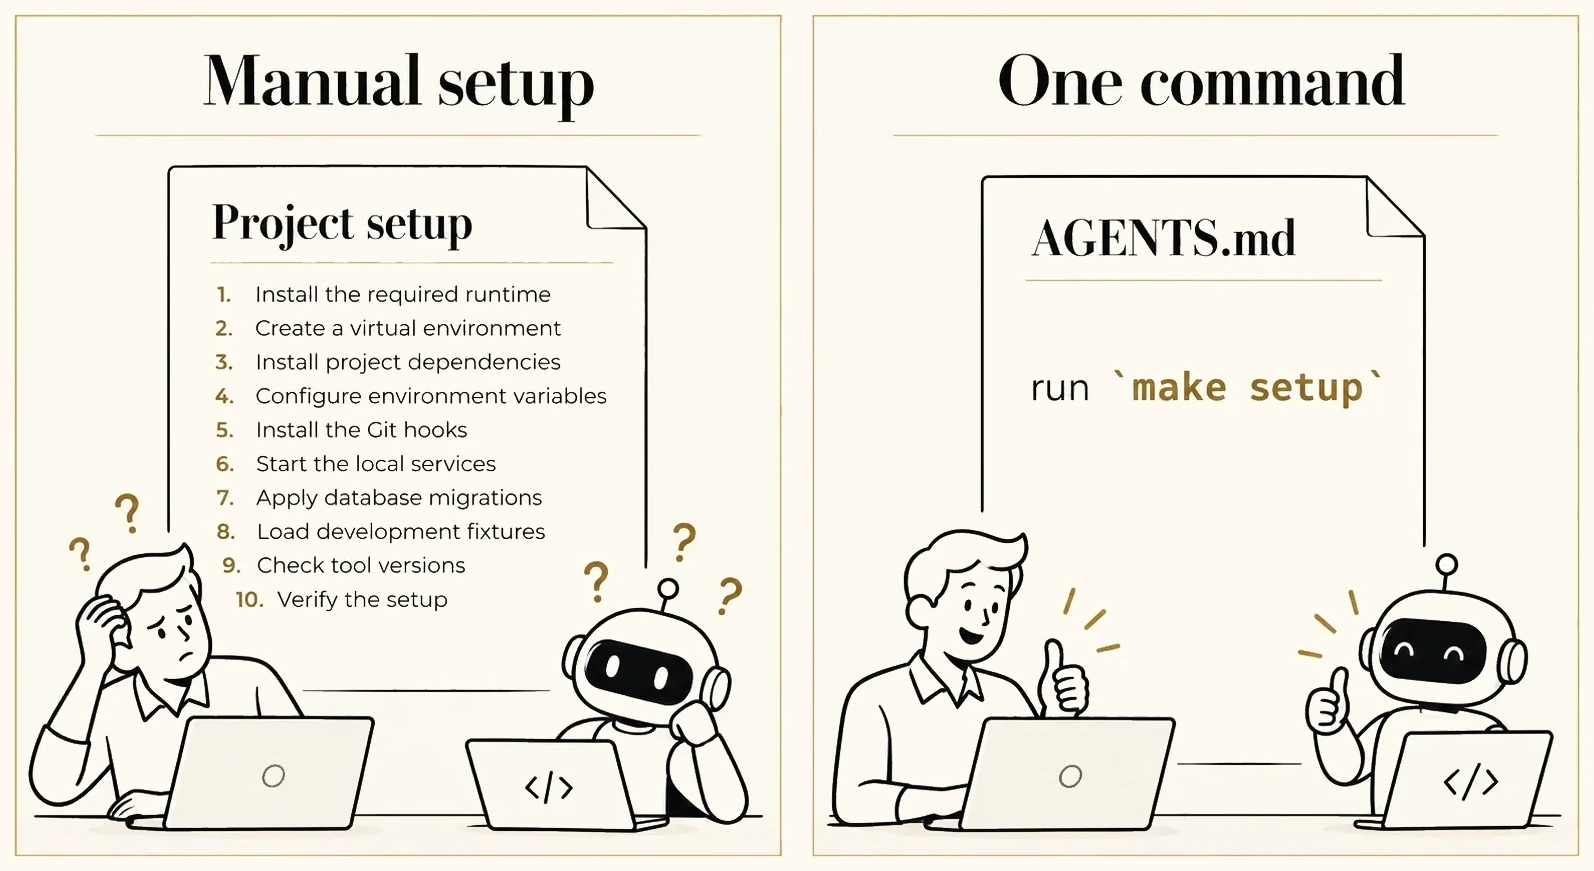 Manual setup
Project setup
1. Install the required runtime
2. Create a virtual environment
3. Install project dependencies
4. Configure environment variables
5. Install the Git hooks
6. Start the local services
7. Apply database migrations
8. Load development fixtures
9. Check tool versions
10. Verify the setup
? ?
? ? ?
</>
One command
AGENTS.md
run `make setup`
</>